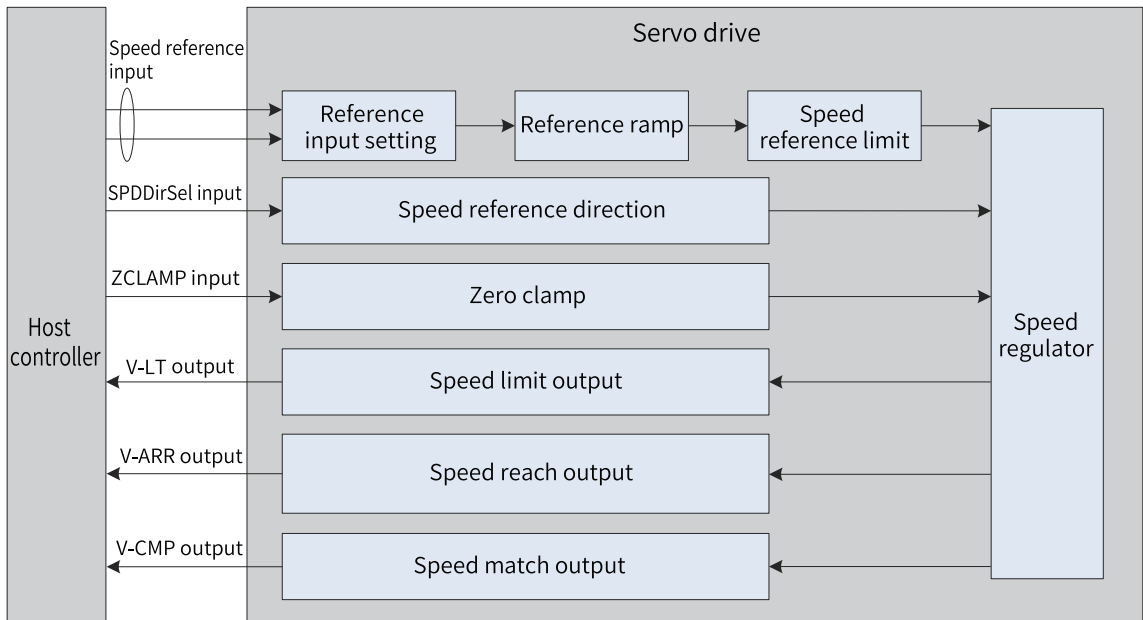 Servo drive
Speed reference
input
Reference
input setting
Reference ramp
Speed
reference limit
SPDDirSel input
Speed reference direction
ZCLAMP input
Zero clamp
Host
controller
Speed
regulator
V-LT output
Speed limit output
V-ARR output
Speed reach output
V-CMP output
Speed match output